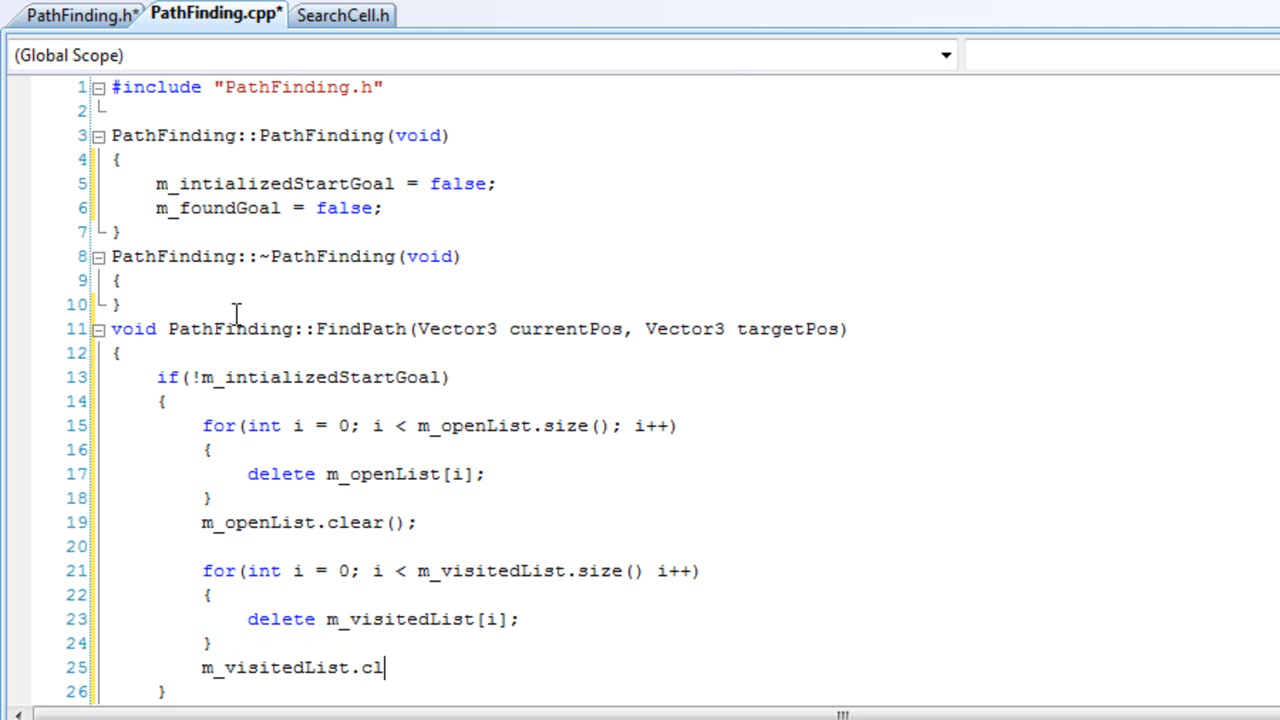 PathFinding.h* PathFinding.cpp* SearchCell.h
(Global Scope)
1 #include "PathFinding.h"
2
3 PathFinding::PathFinding(void)
4 {
5     m_intializedStartGoal = false;
6     m_foundGoal = false;
7 }
8 PathFinding::~PathFinding(void)
9 {
10 }
11 void PathFinding::FindPath(Vector3 currentPos, Vector3 targetPos)
12 {
13     if(!m_intializedStartGoal)
14     {
15         for(int i = 0; i < m_openList.size(); i++)
16         {
17             delete m_openList[i];
18         }
19         m_openList.clear();
20
21         for(int i = 0; i < m_visitedList.size() i++)
22         {
23             delete m_visitedList[i];
24         }
25         m_visitedList.cl
26     }